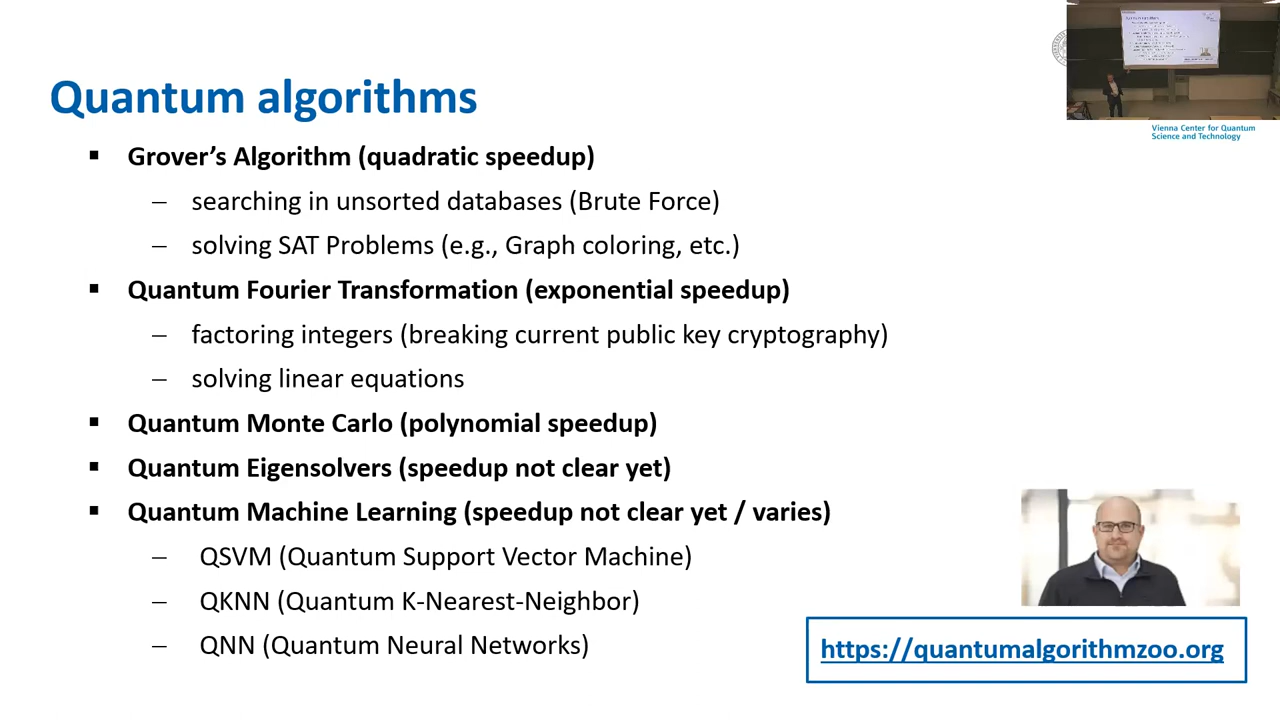 Quantum algorithms
Vienna Center for Quantum
Science and Technology
▪ Grover’s Algorithm (quadratic speedup)
– searching in unsorted databases (Brute Force)
– solving SAT Problems (e.g., Graph coloring, etc.)
▪ Quantum Fourier Transformation (exponential speedup)
– factoring integers (breaking current public key cryptography)
– solving linear equations
▪ Quantum Monte Carlo (polynomial speedup)
▪ Quantum Eigensolvers (speedup not clear yet)
▪ Quantum Machine Learning (speedup not clear yet / varies)
– QSVM (Quantum Support Vector Machine)
– QKNN (Quantum K-Nearest-Neighbor)
– QNN (Quantum Neural Networks)
https://quantumalgorithmzoo.org